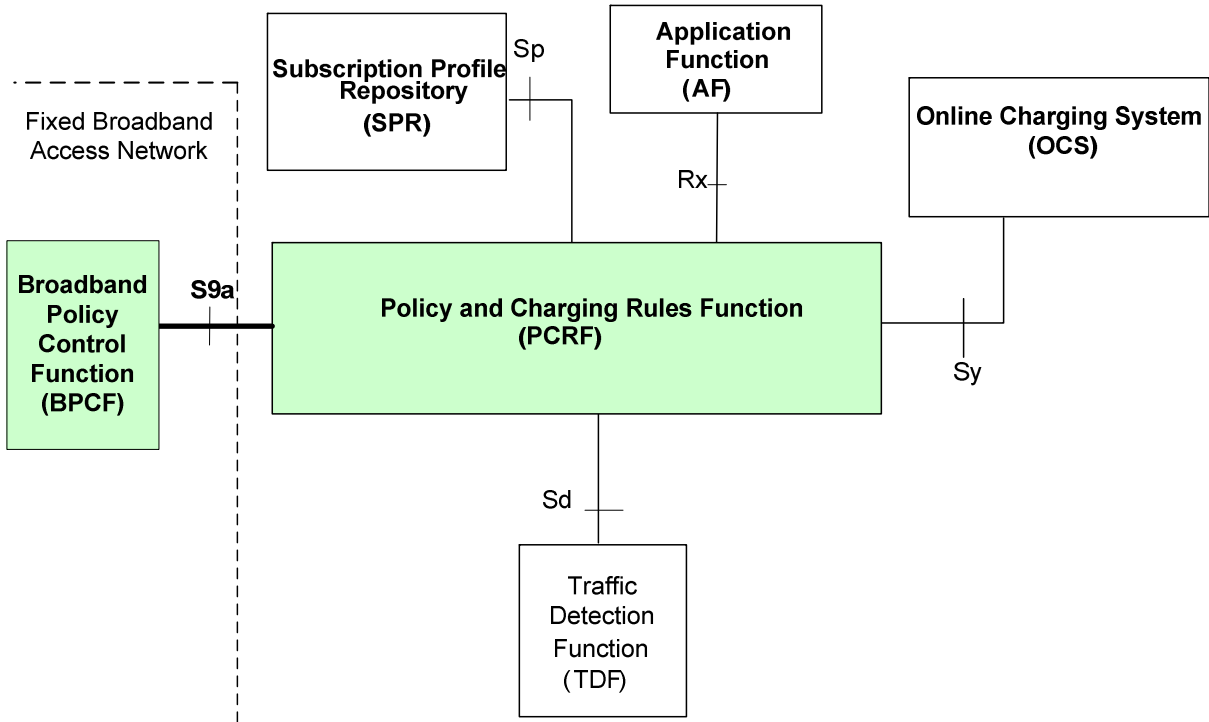 Sp
Subscription Profile
Repository
(SPR)
Application
Function
(AF)
Online Charging System
(OCS)
Fixed Broadband
Access Network
Rx
Broadband
Policy
Control
Function
(BPCF)
S9a
Policy and Charging Rules Function
(PCRF)
Sy
Sd
Traffic
Detection
Function
(TDF)